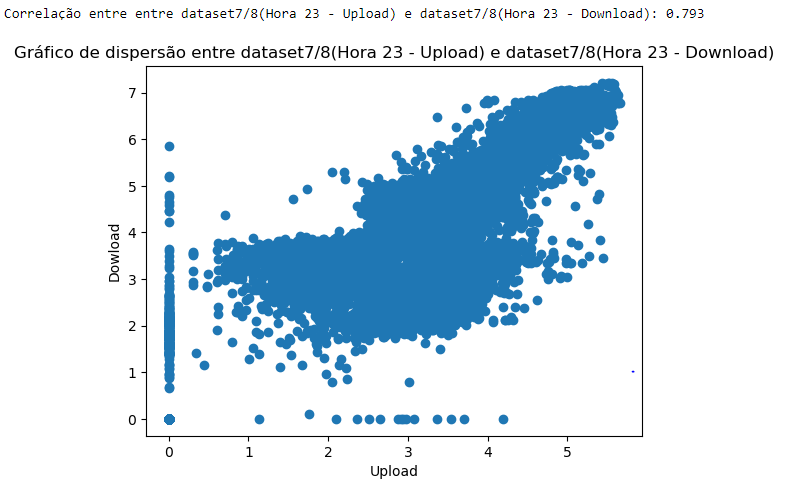 Correlação entre entre dataset7/8(Hora 23 - Upload) e dataset7/8(Hora 23 - Download): 0.793
Gráfico de dispersão entre dataset7/8(Hora 23 - Upload) e dataset7/8(Hora 23 - Download)
7
6
5
4
3
2
1
0
Dowload
0 1 2 3 4 5
Upload